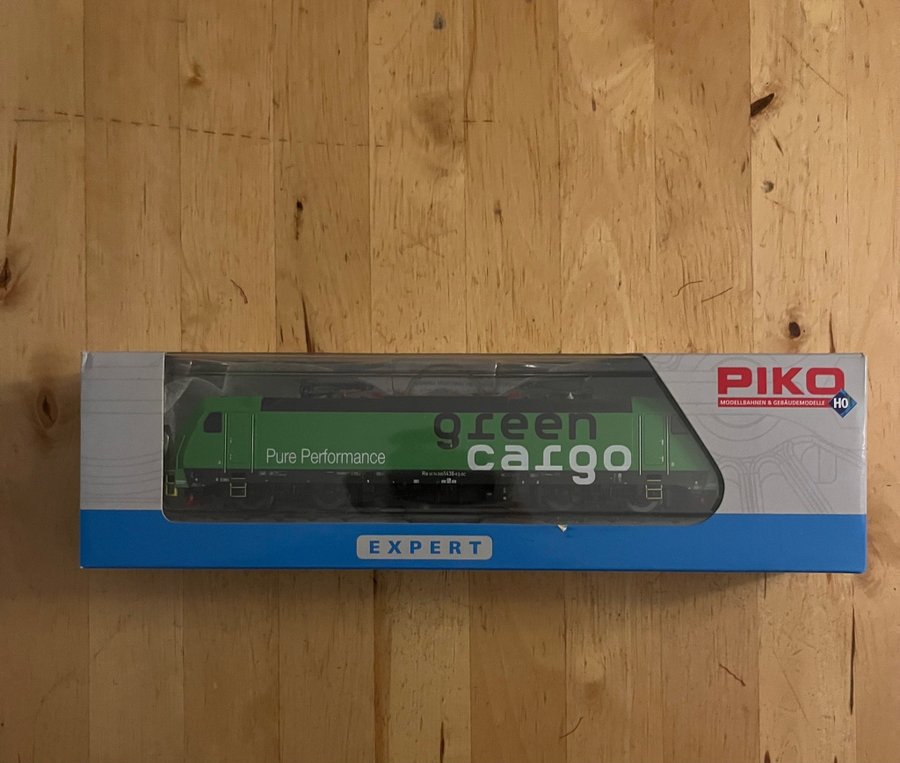 PIKO
MODELLBAHNEN & GEBÄUDEMODELLE
H0
green
cargo
Pure Performance
EXPERT